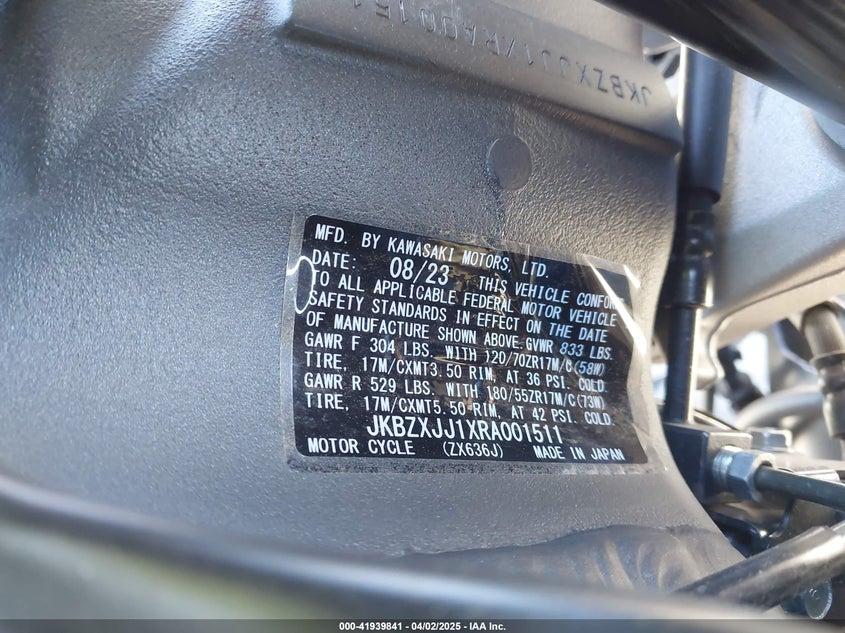 JKBZXJJ1XRA00151
MFD. BY KAWASAKI MOTORS, LTD.
DATE: 08/23 THIS VEHICLE CONFORMS
TO ALL APPLICABLE FEDERAL MOTOR VEHICLE
SAFETY STANDARDS IN EFFECT ON THE DATE
OF MANUFACTURE SHOWN ABOVE.GVWR 833 LBS.
GAWR F 304 LBS. WITH 120/70ZR17M/C(58W)
TIRE, 17M/CXMT3.50 RIM, AT 36 PSI. COLD.
GAWR R 529 LBS. WITH 180/55ZR17M/C(73W)
TIRE, 17M/CXMT5.50 RIM, AT 42 PSI. COLD.
JKBZXJJ1XRA001511
MOTOR CYCLE (ZX636J) MADE IN JAPAN
000-41939841 - 04/02/2025 - IAA Inc.